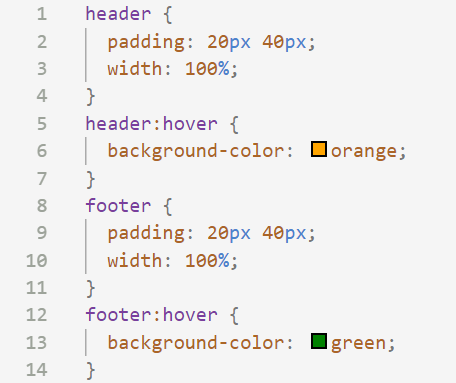 1 header {
2 padding: 20px 40px;
3 width: 100%;
4 }
5 header:hover {
6 background-color: orange;
7 }
8 footer {
9 padding: 20px 40px;
10 width: 100%;
11 }
12 footer:hover {
13 background-color: green;
14 }